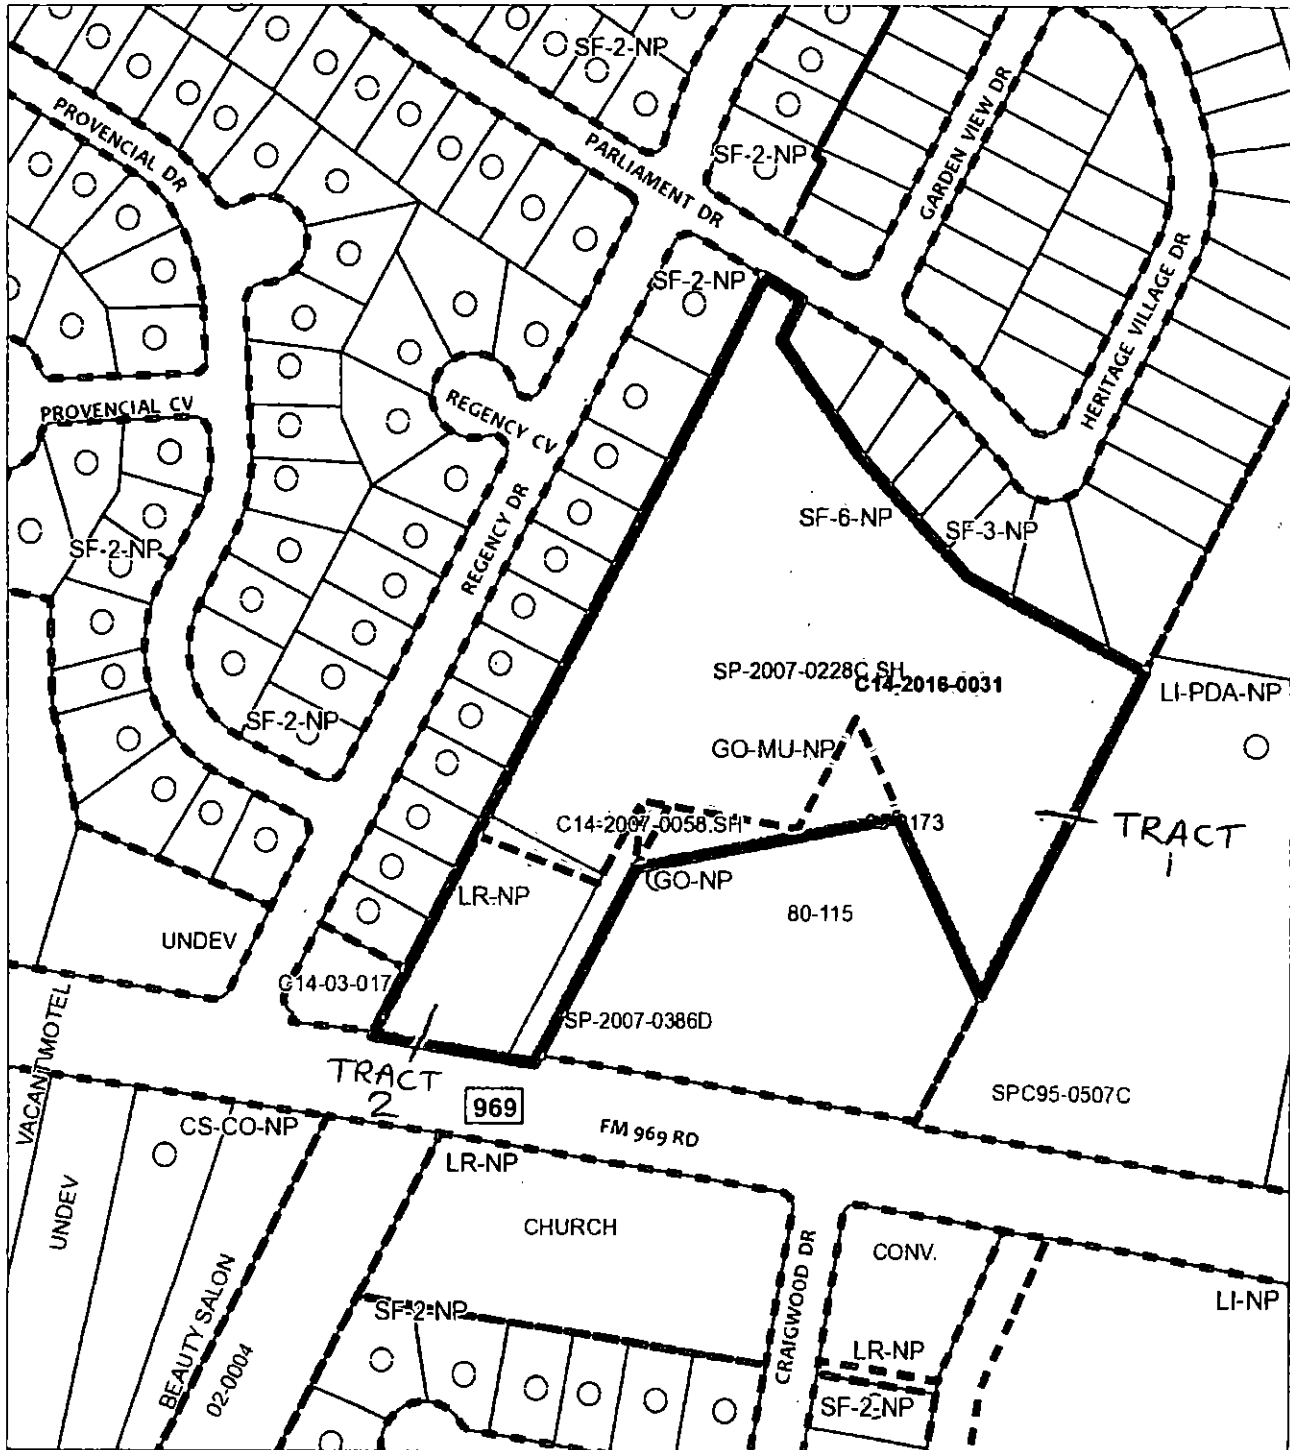 SF-2-NP
PROVENCIAL DR
PARLIAMENT DR
SF-2-NP
GARDEN VIEW DR
HERITAGE VILLAGE DR
SF-2-NP
PROVENCIAL CV
REGENCY CV
REGENCY DR
SF-2-NP
SF-6-NP
SF-3-NP
SP-2007-0228C.SH
C14-2016-0031
LI-PDA-NP
SF-2-NP
GO-MU-NP
C14-2007-0058.SH
TRACT
1
LR-NP
GO-NP
80-115
UNDEV
C14-03-017
SP-2007-0386D
VACANT MOTEL
TRACT
2
969
SPC95-0507C
CS-CO-NP
FM 969 RD
LR-NP
UNDEV
CHURCH
CRAIGWOOD DR
CONV.
BEAUTY SALON
02-0004
SF-2-NP
LI-NP
LR-NP
SF-2-NP